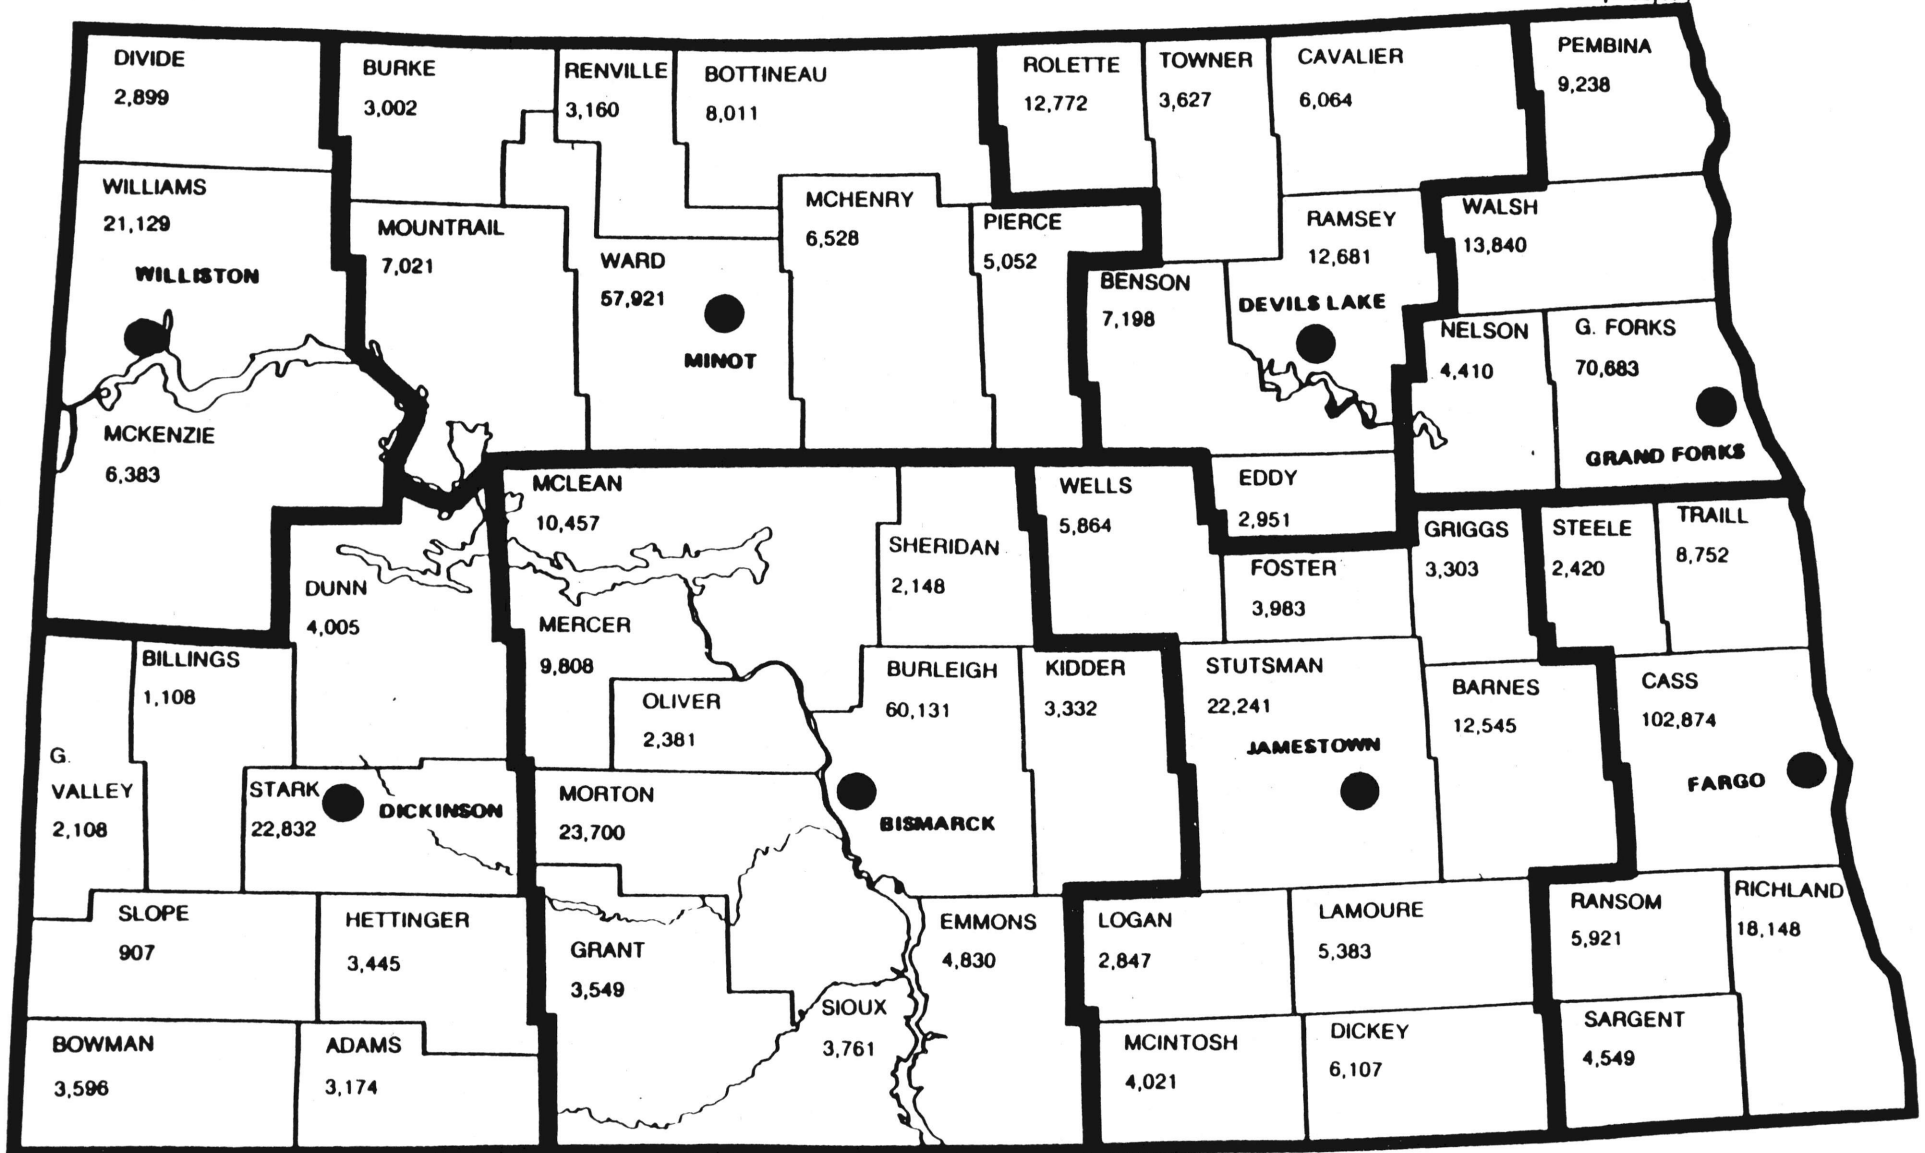 DIVIDE
2,899
BURKE
3,002
RENVILLE
3,160
BOTTINEAU
8,011
ROLETTE
12,772
TOWNER
3,627
CAVALIER
6,064
PEMBINA
9,238
WILLIAMS
21,129
WILLISTON
MOUNTRAIL
7,021
WARD
57,921
MINOT
MCHENRY
6,528
PIERCE
5,052
BENSON
7,198
RAMSEY
12,681
DEVILS LAKE
WALSH
13,840
NELSON
4,410
G. FORKS
70,683
GRAND FORKS
MCKENZIE
6,383
MCLEAN
10,457
SHERIDAN
2,148
WELLS
5,864
EDDY
2,951
FOSTER
3,983
GRIGGS
3,303
STEELE
2,420
TRAILL
8,752
DUNN
4,005
MERCER
9,808
OLIVER
2,381
BURLEIGH
60,131
BISMARCK
KIDDER
3,332
STUTSMAN
22,241
JAMESTOWN
BARNES
12,545
CASS
102,874
FARGO
BILLINGS
1,108
G.
VALLEY
2,108
STARK
22,832
DICKINSON
MORTON
23,700
SLOPE
907
HETTINGER
3,445
GRANT
3,549
SIOUX
3,761
EMMONS
4,830
LOGAN
2,847
LAMOURE
5,383
RANSOM
5,921
RICHLAND
18,148
BOWMAN
3,596
ADAMS
3,174
MCINTOSH
4,021
DICKEY
6,107
SARGENT
4,549